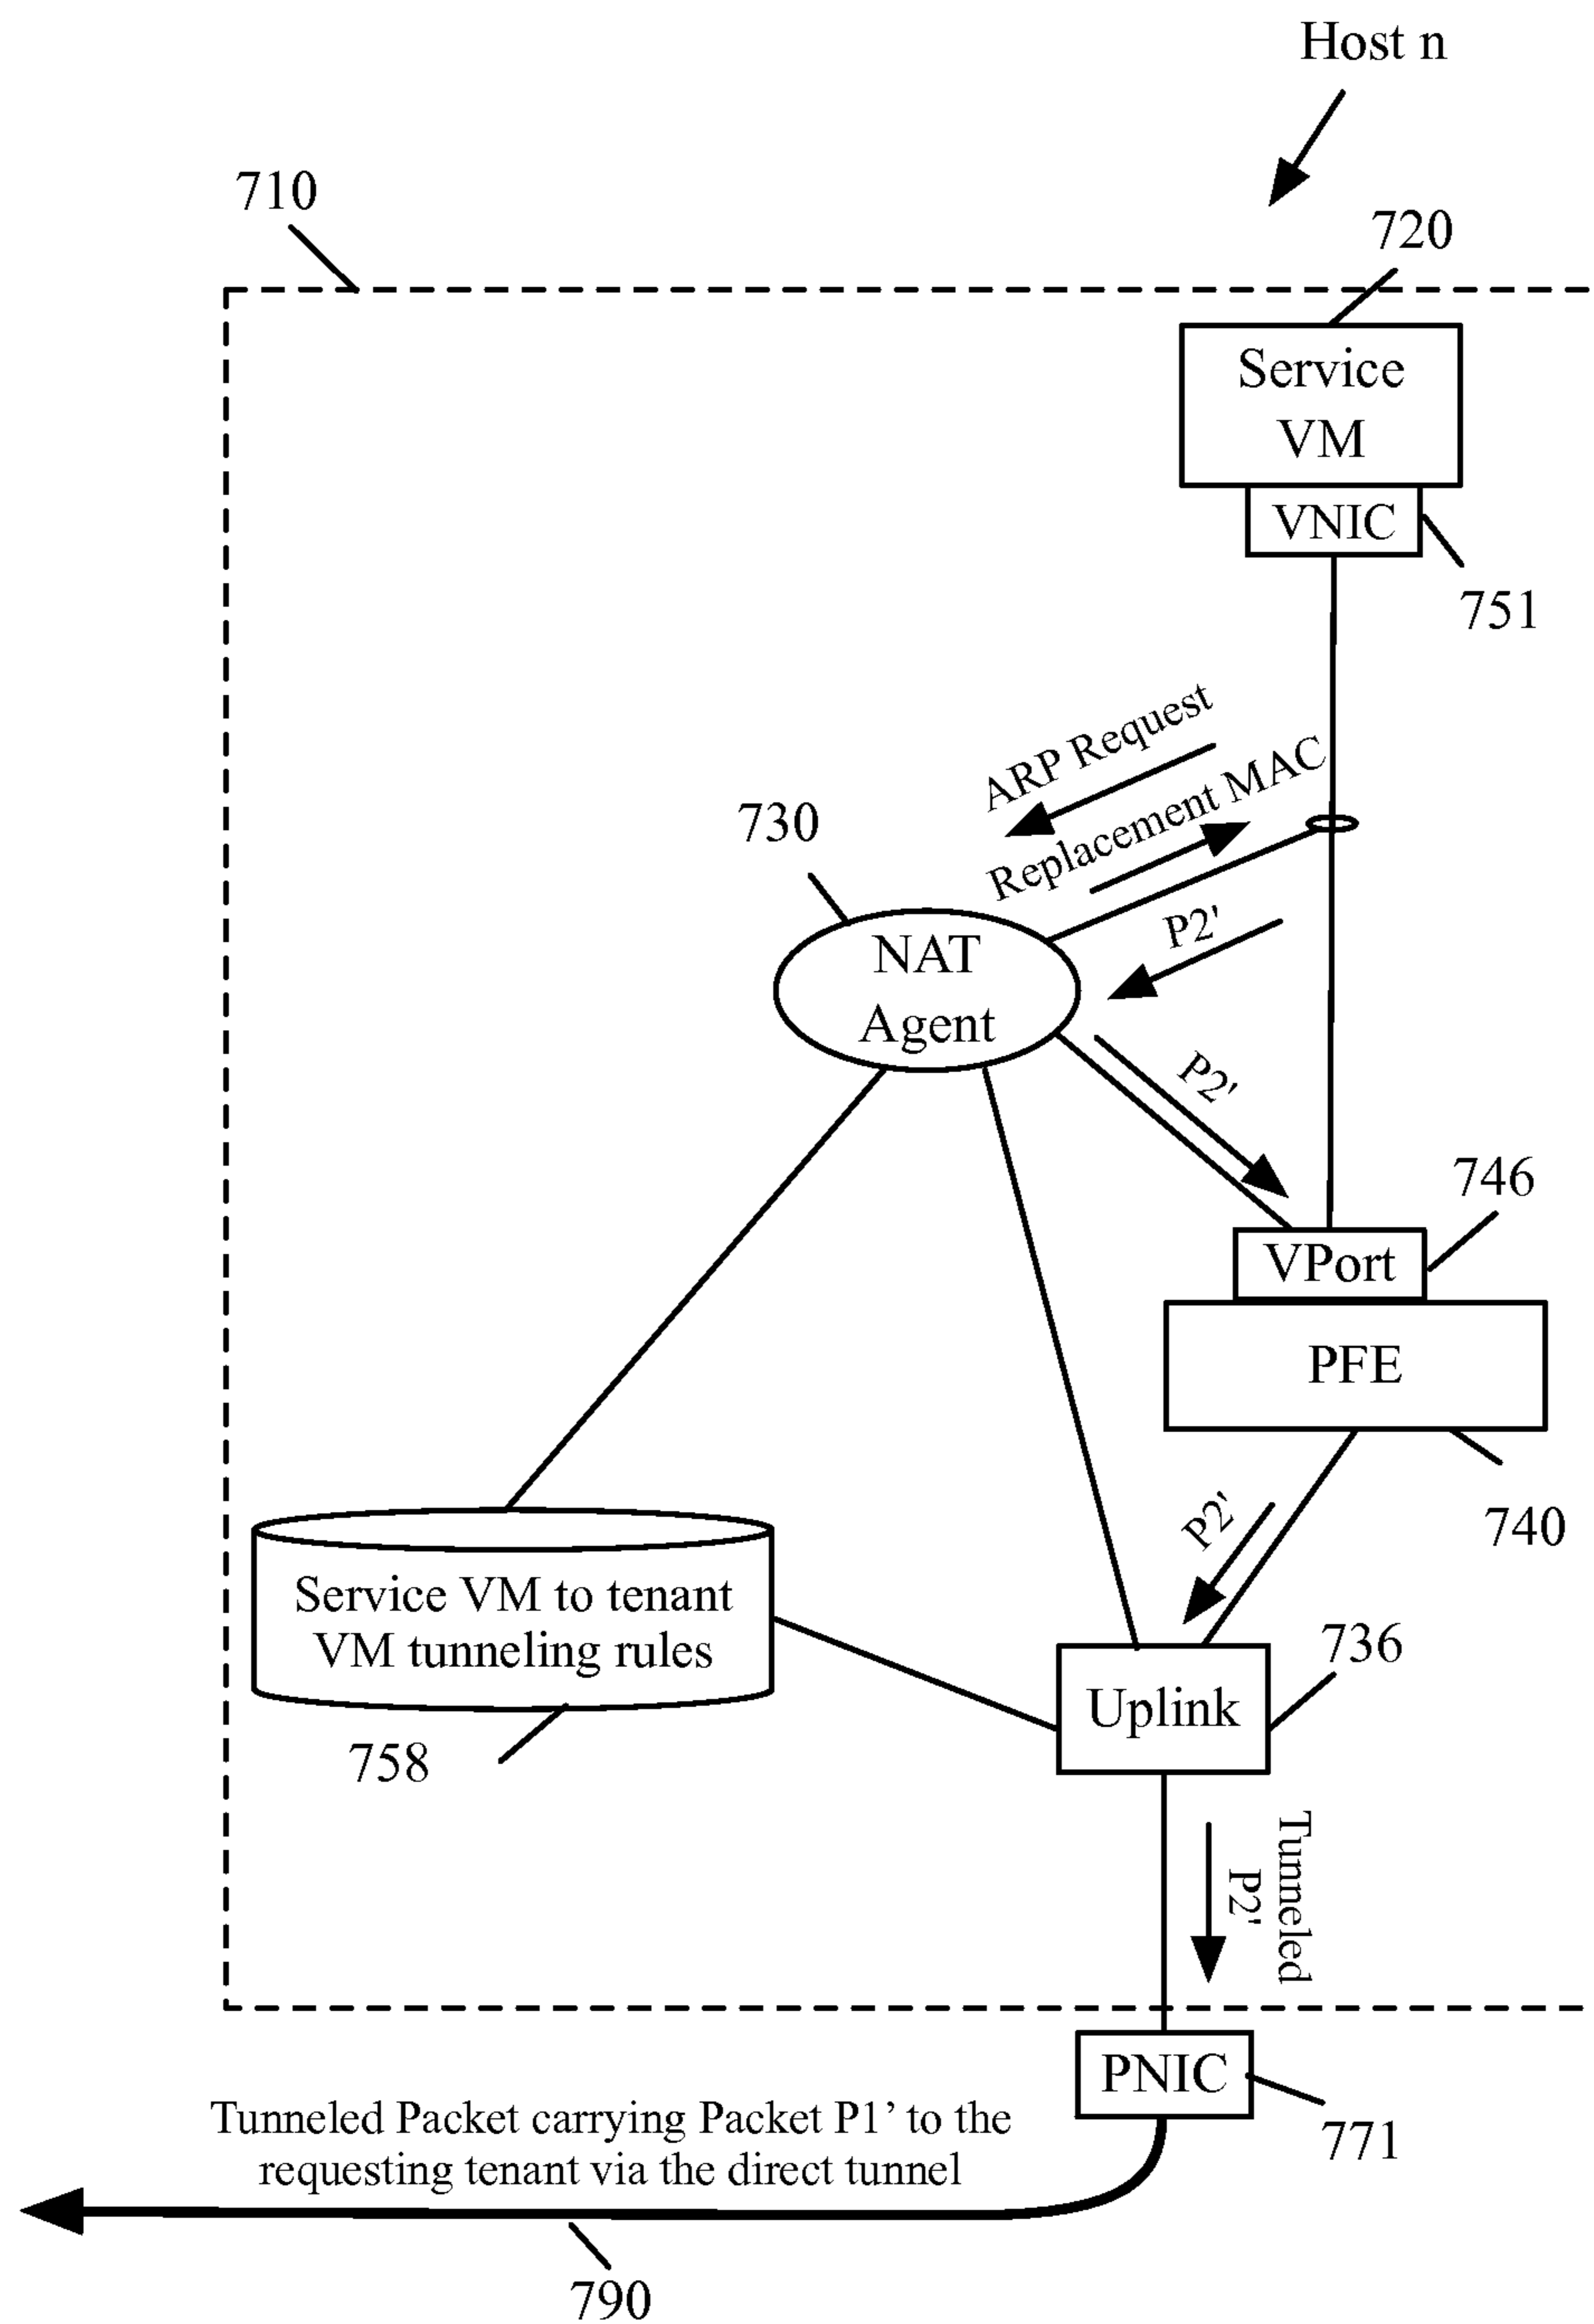 Host n
710
720
Service
VM
VNIC
751
ARP Request
Replacement MAC
730
P2'
NAT
Agent
P2'
746
VPort
PFE
740
P2'
Service VM to tenant
VM tunneling rules
736
Uplink
758
Tunneled
P2'
PNIC
771
Tunneled Packet carrying Packet P1’ to the
requesting tenant via the direct tunnel
790